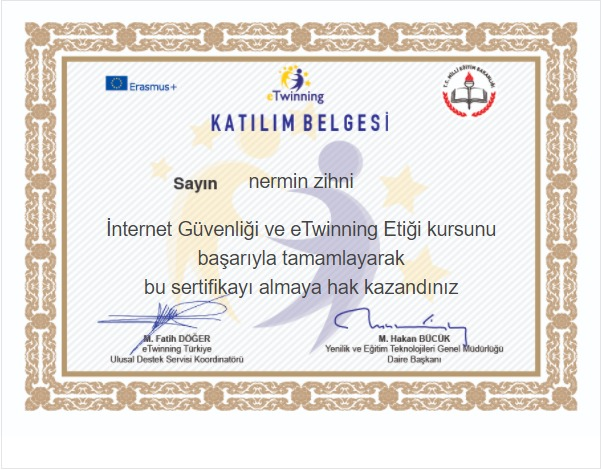 Erasmus+
eTwinning
T.C. MİLLİ EĞİTİM BAKANLIĞI
KATILIM BELGESİ
Sayın nermin zihni
İnternet Güvenliği ve eTwinning Etiği kursunu
başarıyla tamamlayarak
bu sertifikayı almaya hak kazandınız
M. Fatih DÖĞER
eTwinning Türkiye
Ulusal Destek Servisi Koordinatörü
M. Hakan BÜCÜK
Yenilik ve Eğitim Teknolojileri Genel Müdürlüğü
Daire Başkanı